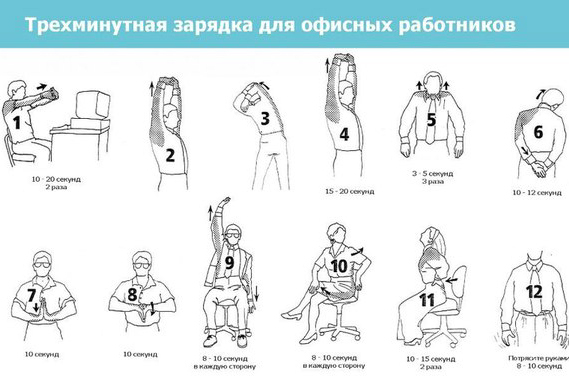 Трехминутная зарядка для офисных работников
1
10 - 20 секунд
2 раза
2
3
4
15 - 20 секунд
5
3 - 5 секунд
3 раза
6
10 - 12 секунд
7
10 секунд
8
10 секунд
9
8 - 10 секунд
в каждую сторону
10
8 - 10 секунд
в каждую сторону
11
10 - 15 секунд
2 раза
12
Потрясите руками
8 - 10 секунд